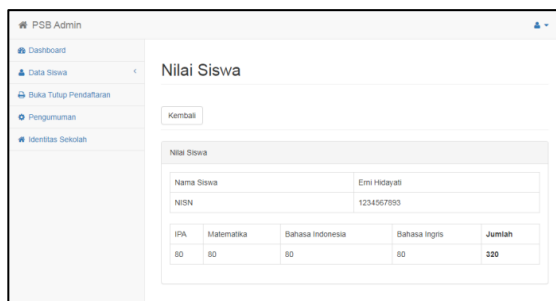 PSB Admin
Dashboard
Data Siswa
Buka Tutup Pendaftaran
Pengumuman
Identitas Sekolah
Nilai Siswa
Kembali
Nilai Siswa
Nama Siswa Erni Hidayati
NISN 1234567893
IPA Matematika Bahasa Indonesia Bahasa Ingris Jumlah
80 80 80 80 320